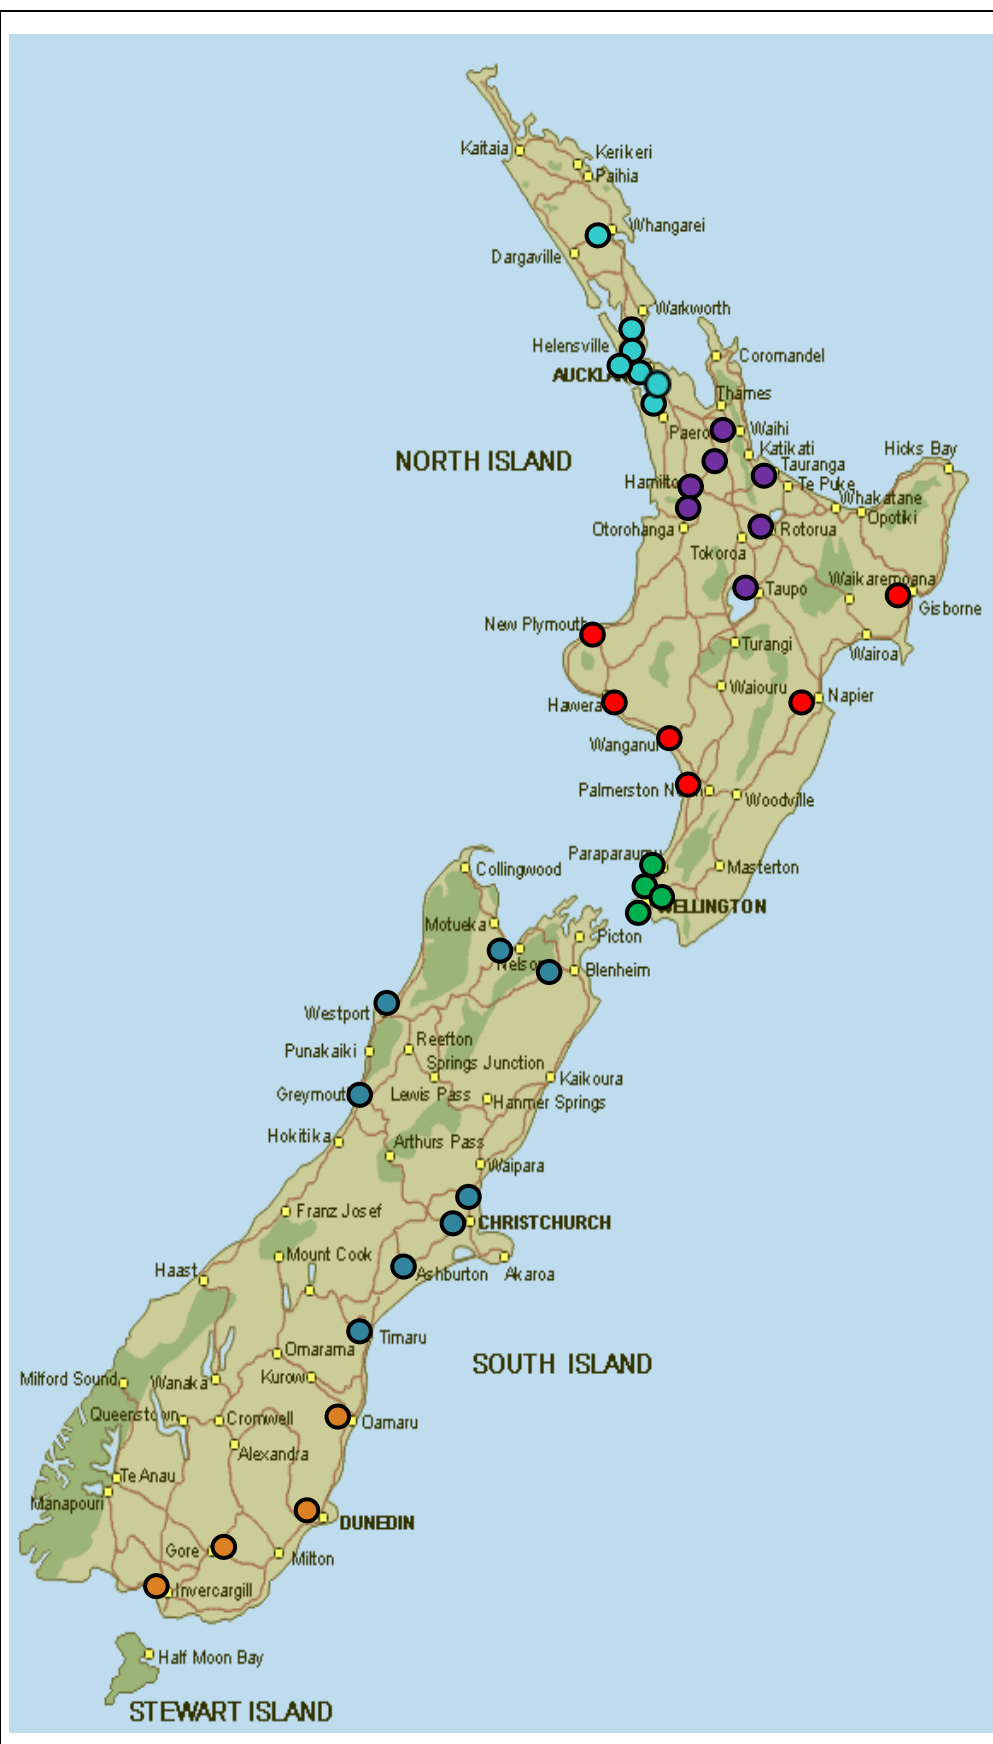 Kaitaia
Kerikeri
Paihia
Whangarei
Dargaville
Warkworth
Helensville
Coromandel
AUCKLA
Thames
Paero
Waihi
Katikati
NORTH ISLAND
Hicks Bay
Tauranga
Hamilto
Te Puke
Whakatane
Opotiki
Otorohanga
Rotorua
Tokoroa
Waikaremoana
Taupo
Gisborne
New Plymouth
Turangi
Wairoa
Waiouru
Napier
Hawera
Wanganui
Palmerston N
Woodville
Paraparaumu
Masterton
Collingwood
WELLINGTON
Motueka
Picton
Nelson
Blenheim
Westport
Reefton
Punakaiki
Springs Junction
Kaikoura
Greymouth
Lewis Pass
Hanmer Springs
Hokitika
Arthurs Pass
Waipara
Franz Josef
CHRISTCHURCH
Mount Cook
Haast
Ashburton
Akaroa
Timaru
Omarama
SOUTH ISLAND
Milford Sound
Wanaka
Kurow
Queenstown
Cromwell
Oamaru
Alexandra
Te Anau
Manapouri
DUNEDIN
Gore
Milton
Invercargill
Half Moon Bay
STEWART ISLAND